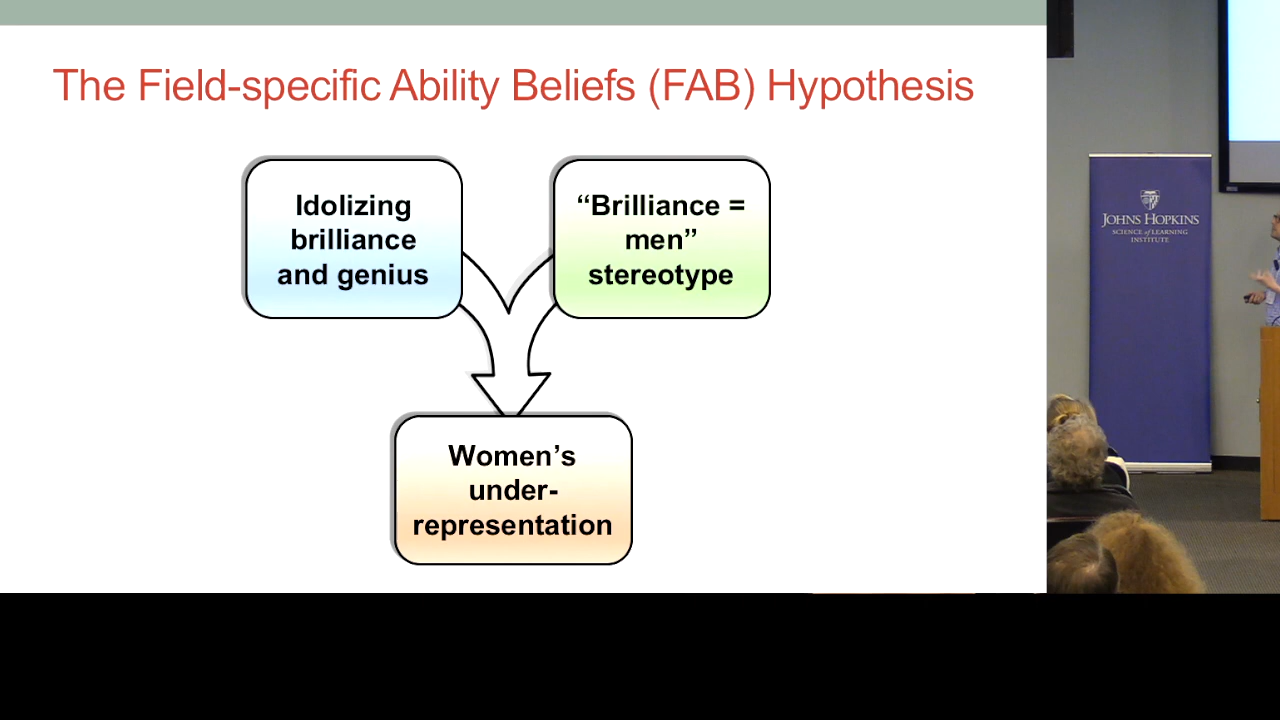 The Field-specific Ability Beliefs (FAB) Hypothesis
Idolizing
brilliance
and genius
“Brilliance =
men”
stereotype
Women’s
under-
representation
JOHNS HOPKINS
SCIENCE of LEARNING
INSTITUTE